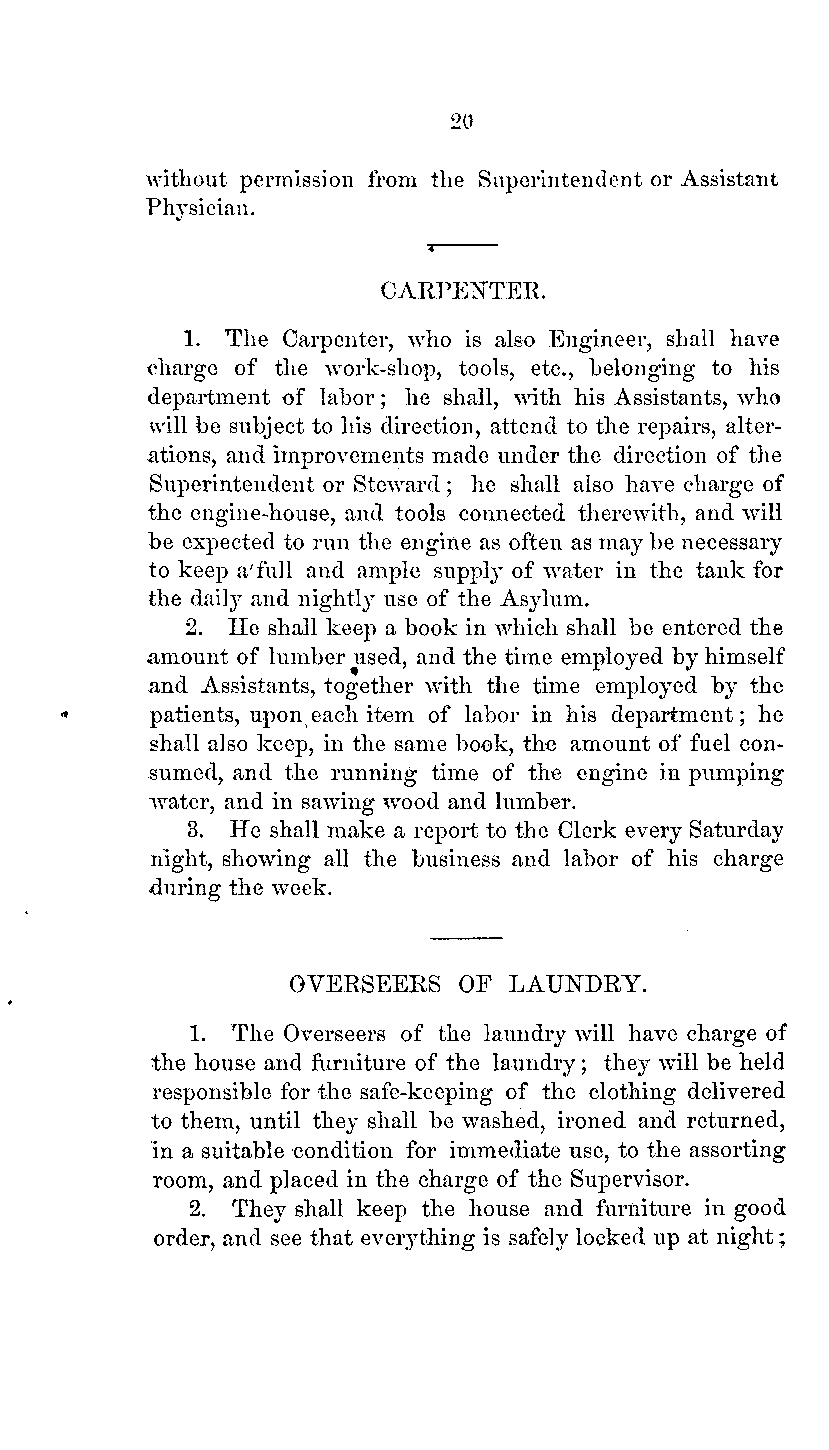 20
without permission from the Superintendent or Assistant
Physician.
CARPENTER.
1. The Carpenter, who is also Engineer, shall have
charge of the work-shop, tools, etc., belonging to his
department of labor; he shall, with his Assistants, who
will be subject to his direction, attend to the repairs, alter-
ations, and improvements made under the direction of the
Superintendent or Steward; he shall also have charge of
the engine-house, and tools connected therewith, and will
be expected to run the engine as often as may be necessary
to keep a full and ample supply of water in the tank for
the daily and nightly use of the Asylum.
2. He shall keep a book in which shall be entered the
amount of lumber used, and the time employed by himself
and Assistants, together with the time employed by the
patients, upon each item of labor in his department; he
shall also keep, in the same book, the amount of fuel con-
sumed, and the running time of the engine in pumping
water, and in sawing wood and lumber.
3. He shall make a report to the Clerk every Saturday
night, showing all the business and labor of his charge
during the week.
OVERSEERS OF LAUNDRY.
1. The Overseers of the laundry will have charge of
the house and furniture of the laundry; they will be held
responsible for the safe-keeping of the clothing delivered
to them, until they shall be washed, ironed and returned,
in a suitable condition for immediate use, to the assorting
room, and placed in the charge of the Supervisor.
2. They shall keep the house and furniture in good
order, and see that everything is safely locked up at night;